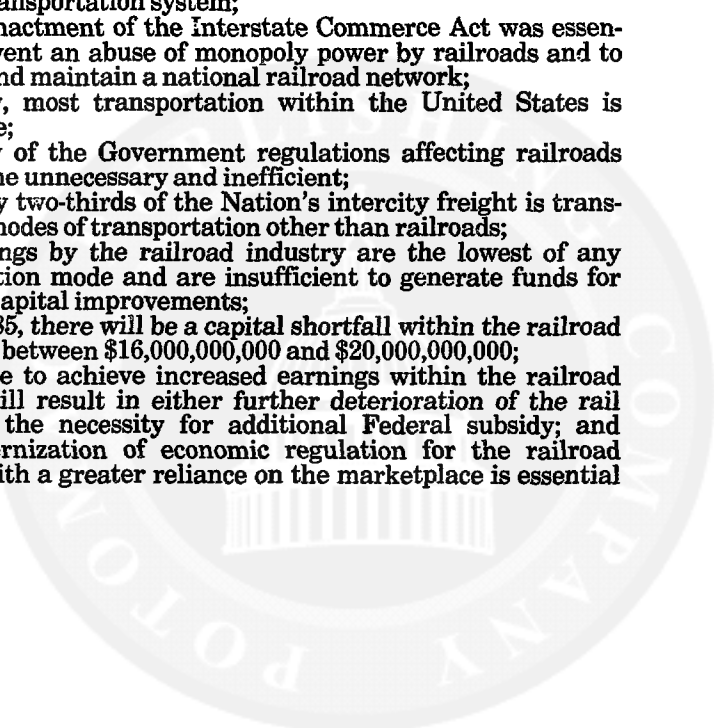 ansportation system;
nactment of the Interstate Commerce Act was essen-
vent an abuse of monopoly power by railroads and to
nd maintain a national railroad network;
, most transportation within the United States is
e;
of the Government regulations affecting railroads
ne unnecessary and inefficient;
y two-thirds of the Nation's intercity freight is trans-
nodes of transportation other than railroads;
ngs by the railroad industry are the lowest of any
tion mode and are insufficient to generate funds for
apital improvements;
35, there will be a capital shortfall within the railroad
between $16,000,000,000 and $20,000,000,000;
e to achieve increased earnings within the railroad
ill result in either further deterioration of the rail
the necessity for additional Federal subsidy; and
ernization of economic regulation for the railroad
ith a greater reliance on the marketplace is essential
POTOM
PUBLISHING
COMPANY